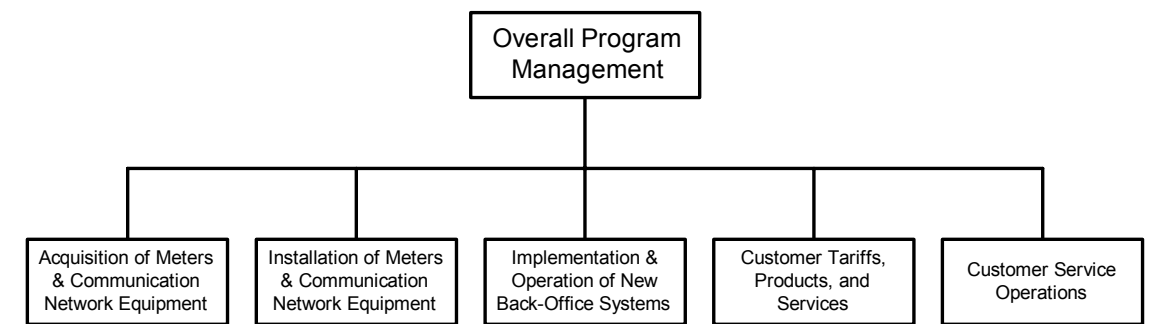 Overall Program
Management
Acquisition of Meters
& Communication
Network Equipment
Installation of Meters
& Communication
Network Equipment
Implementation &
Operation of New
Back-Office Systems
Customer Tariffs,
Products, and
Services
Customer Service
Operations